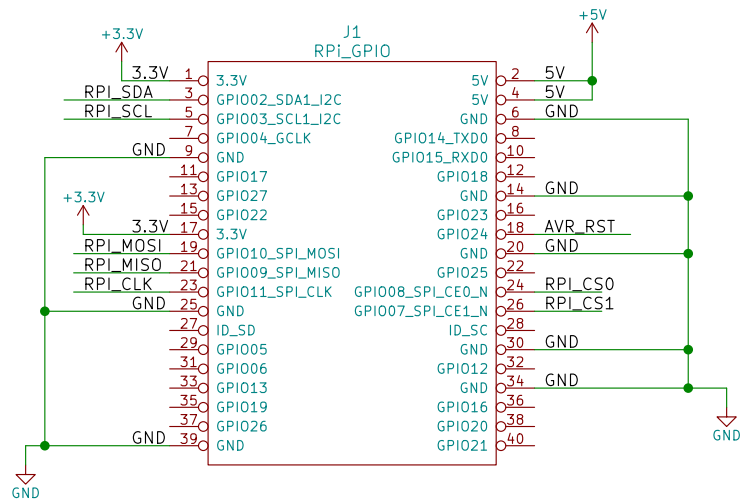 J1
RPi_GPIO
+3.3V
+5V
3.3V 1 3.3V 5V 2 5V
RPI_SDA 3 GPIO02_SDA1_I2C 5V 4 5V
RPI_SCL 5 GPIO03_SCL1_I2C GND 6 GND
7 GPIO04_GCLK GPIO14_TXD0 8
GND 9 GND GPIO15_RXD0 10
11 GPIO17 GPIO18 12
13 GPIO27 GND 14 GND
+3.3V
15 GPIO22 GPIO23 16
3.3V 17 3.3V GPIO24 18 AVR_RST
RPI_MOSI 19 GPIO10_SPI_MOSI GND 20 GND
RPI_MISO 21 GPIO09_SPI_MISO GPIO25 22
RPI_CLK 23 GPIO11_SPI_CLK GPIO08_SPI_CE0_N 24 RPI_CS0
GND 25 GND GPIO07_SPI_CE1_N 26 RPI_CS1
27 ID_SD ID_SC 28
29 GPIO05 GND 30 GND
31 GPIO06 GPIO12 32
33 GPIO13 GND 34 GND
35 GPIO19 GPIO16 36
37 GPIO26 GPIO20 38
GND 39 GND GPIO21 40
GND
GND